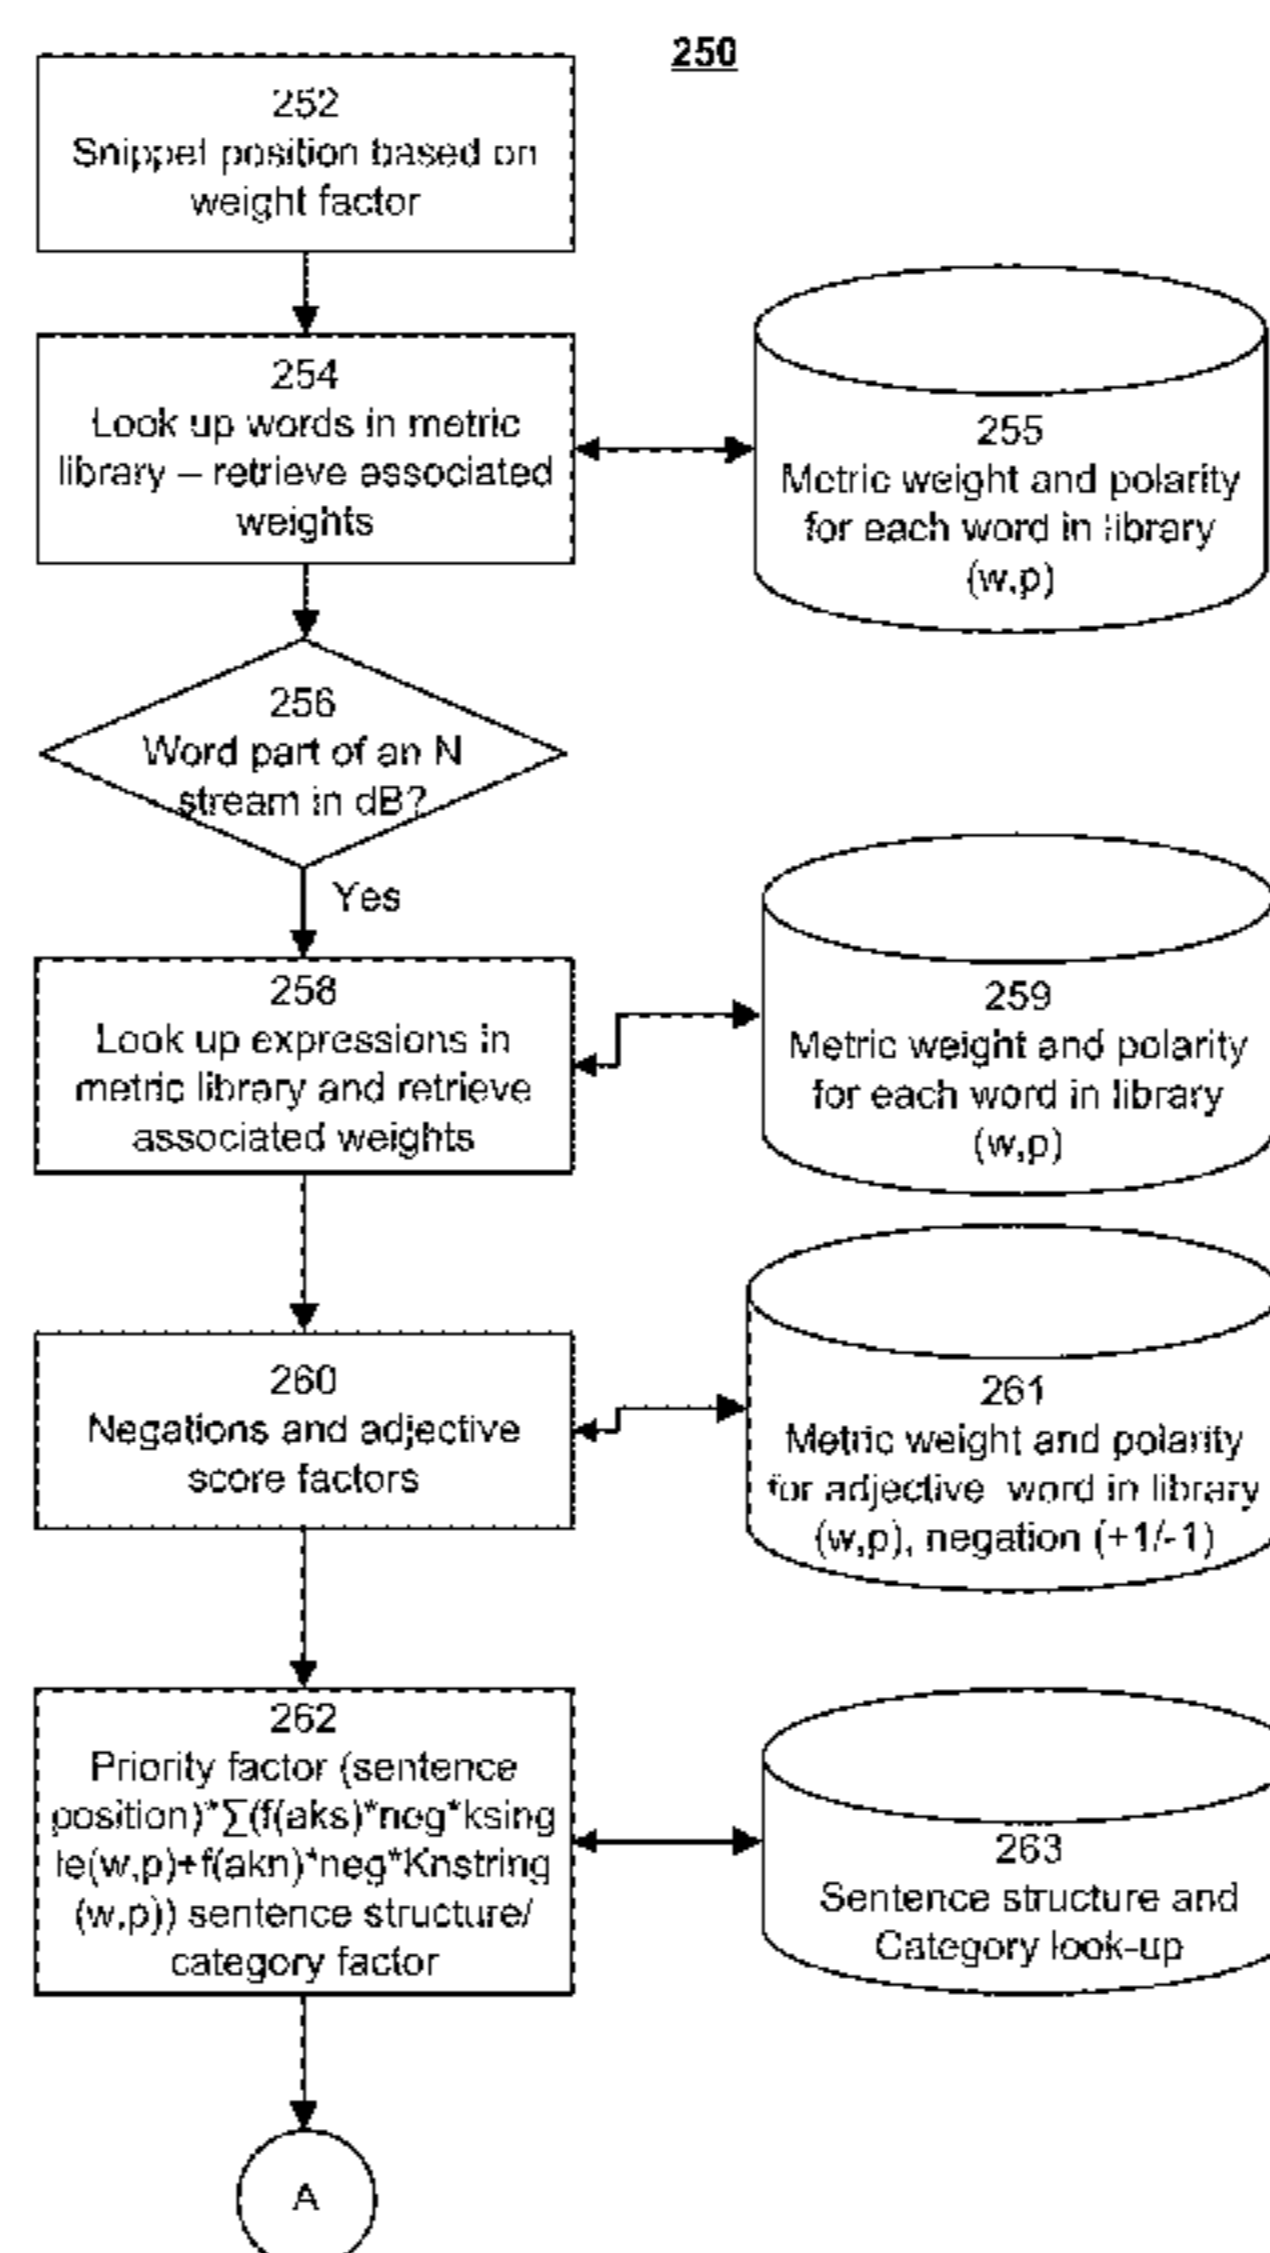 250
252
Snippet position based on
weight factor
254
Look up words in metric
library – retrieve associated
weights
255
Metric weight and polarity
for each word in library
(w,p)
256
Word part of an N
stream in dB?
Yes
258
Look up expressions in
metric library and retrieve
associated weights
259
Metric weight and polarity
for each word in library
(w,p)
260
Negations and adjective
score factors
261
Metric weight and polarity
for adjective word in library
(w,p), negation (+1/-1)
262
Priority factor (sentence
position)*∑(f(aks)*neg*ksing
le(w,p)+f(akn)*neg*Knstring
(w,p)) sentence structure/
category factor
263
Sentence structure and
Category look-up
A